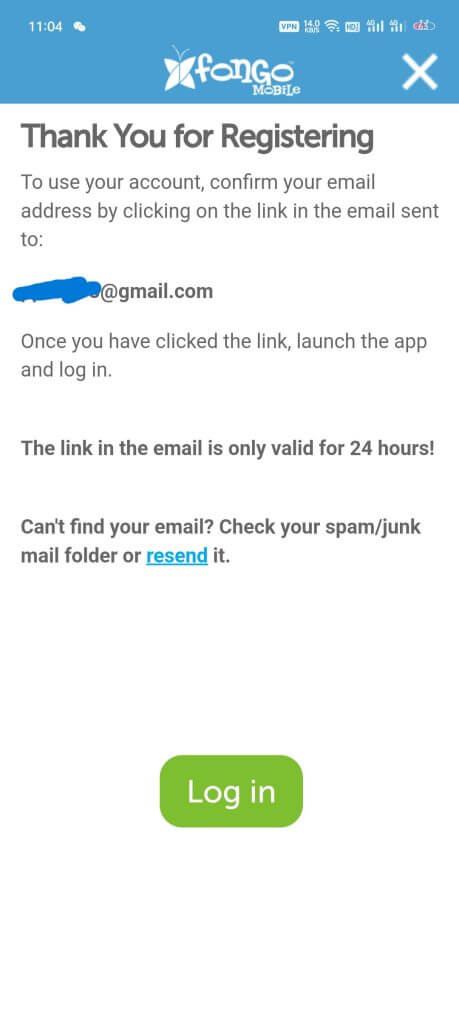 11:04 VPN 14.0 KB/S HD 4G 4G
fongo
MOBILE
Thank You for Registering
To use your account, confirm your email
address by clicking on the link in the email sent
to:
@gmail.com
Once you have clicked the link, launch the app
and log in.
The link in the email is only valid for 24 hours!
Can't find your email? Check your spam/junk
mail folder or resend it.
Log in